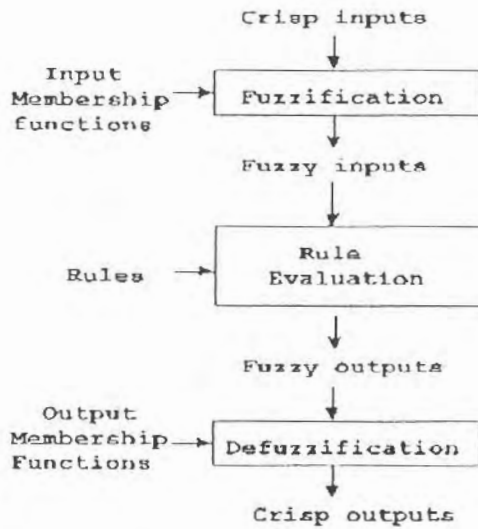 Crisp inputs
Input
Membership
functions
Fuzzification
Fuzzy inputs
Rules
Rule
Evaluation
Fuzzy outputs
Output
Membership
Functions
Defuzzification
Crisp outputs